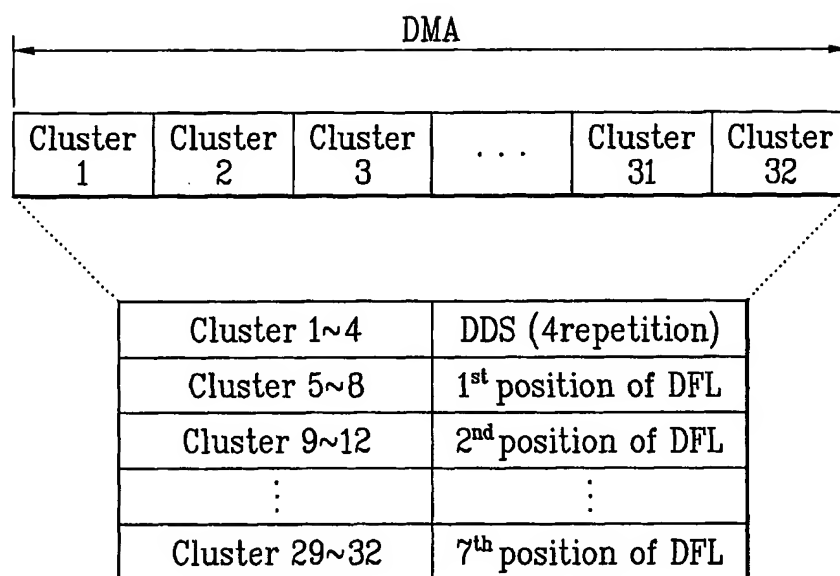 DMA
Cluster 1 Cluster 2 Cluster 3 . . . Cluster 31 Cluster 32
Cluster 1~4 DDS (4repetition)
Cluster 5~8 1st position of DFL
Cluster 9~12 2nd position of DFL
⋮ ⋮
Cluster 29~32 7th position of DFL